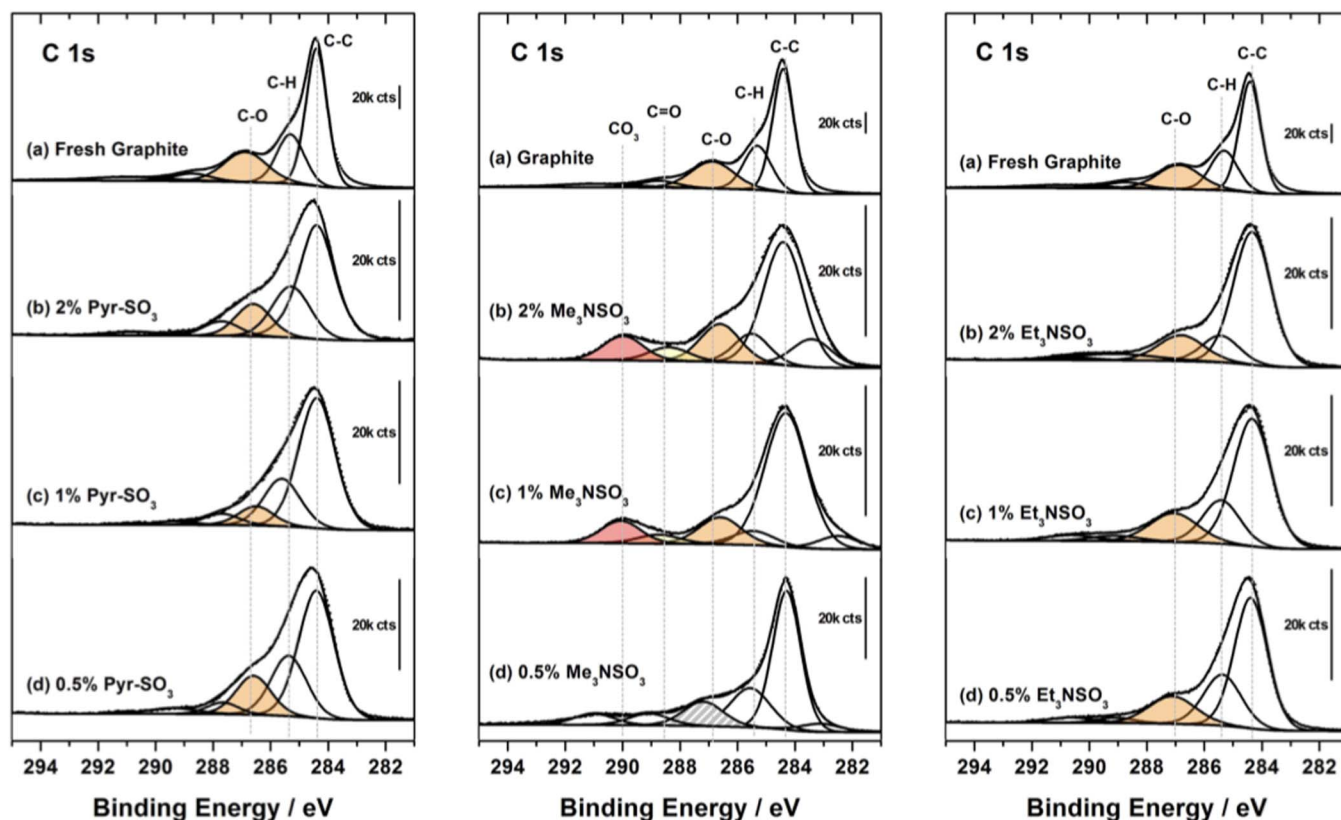 C 1s
C-C
C-H
C-O
20k cts
(a) Fresh Graphite
20k cts
(b) 2% Pyr-SO₃
20k cts
(c) 1% Pyr-SO₃
20k cts
(d) 0.5% Pyr-SO₃
294 292 290 288 286 284 282
Binding Energy / eV
C 1s
C-C
C-H
C=O
CO₃
C-O
20k cts
(a) Graphite
20k cts
(b) 2% Me₃NSO₃
20k cts
(c) 1% Me₃NSO₃
20k cts
(d) 0.5% Me₃NSO₃
294 292 290 288 286 284 282
Binding Energy / eV
C 1s
C-C
C-H
C-O
20k cts
(a) Fresh Graphite
20k cts
(b) 2% Et₃NSO₃
20k cts
(c) 1% Et₃NSO₃
20k cts
(d) 0.5% Et₃NSO₃
294 292 290 288 286 284 282
Binding Energy / eV